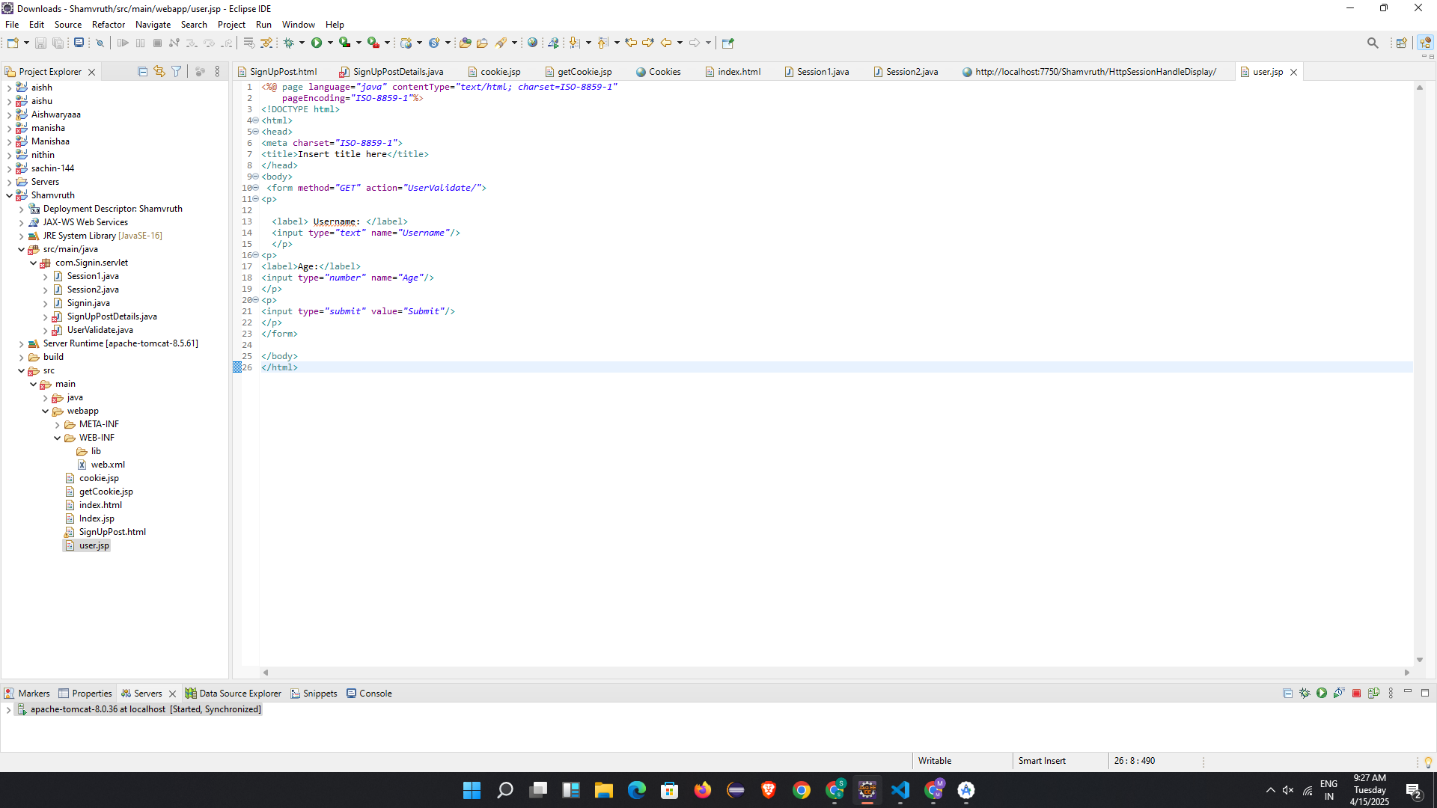 Downloads - Shamvruth/src/main/webapp/user.jsp - Eclipse IDE
File Edit Source Refactor Navigate Search Project Run Window Help
Project Explorer
SignUpPost.html SignUpPostDetails.java cookie.jsp getCookie.jsp Cookies index.html Session1.java Session2.java http://localhost:7750/Shamvruth/HttpSessionHandleDisplay/ user.jsp
aishh
aishu
Aishwaryaaa
manisha
Manishaa
nithin
sachin-144
Servers
Shamvruth
Deployment Descriptor: Shamvruth
JAX-WS Web Services
JRE System Library [JavaSE-16]
src/main/java
com.Signin.servlet
Session1.java
Session2.java
Signin.java
SignUpPostDetails.java
UserValidate.java
Server Runtime [apache-tomcat-8.5.61]
build
src
main
java
webapp
META-INF
WEB-INF
lib
web.xml
cookie.jsp
getCookie.jsp
index.html
Index.jsp
SignUpPost.html
user.jsp
1 <%@ page language="java" contentType="text/html; charset=ISO-8859-1"
2 pageEncoding="ISO-8859-1"%>
3 <!DOCTYPE html>
4 <html>
5 <head>
6 <meta charset="ISO-8859-1">
7 <title>Insert title here</title>
8 </head>
9 <body>
10 <form method="GET" action="UserValidate/">
11 <p>
12
13 <label> Username: </label>
14 <input type="text" name="Username"/>
15 </p>
16 <p>
17 <label>Age:</label>
18 <input type="number" name="Age"/>
19 </p>
20 <p>
21 <input type="submit" value="Submit"/>
22 </p>
23 </form>
24
25 </body>
26 </html>
Markers Properties Servers Data Source Explorer Snippets Console
apache-tomcat-8.0.36 at localhost [Started, Synchronized]
Writable Smart Insert 26 : 8 : 490
ENG
IN
9:27 AM
Tuesday
4/15/2025
2